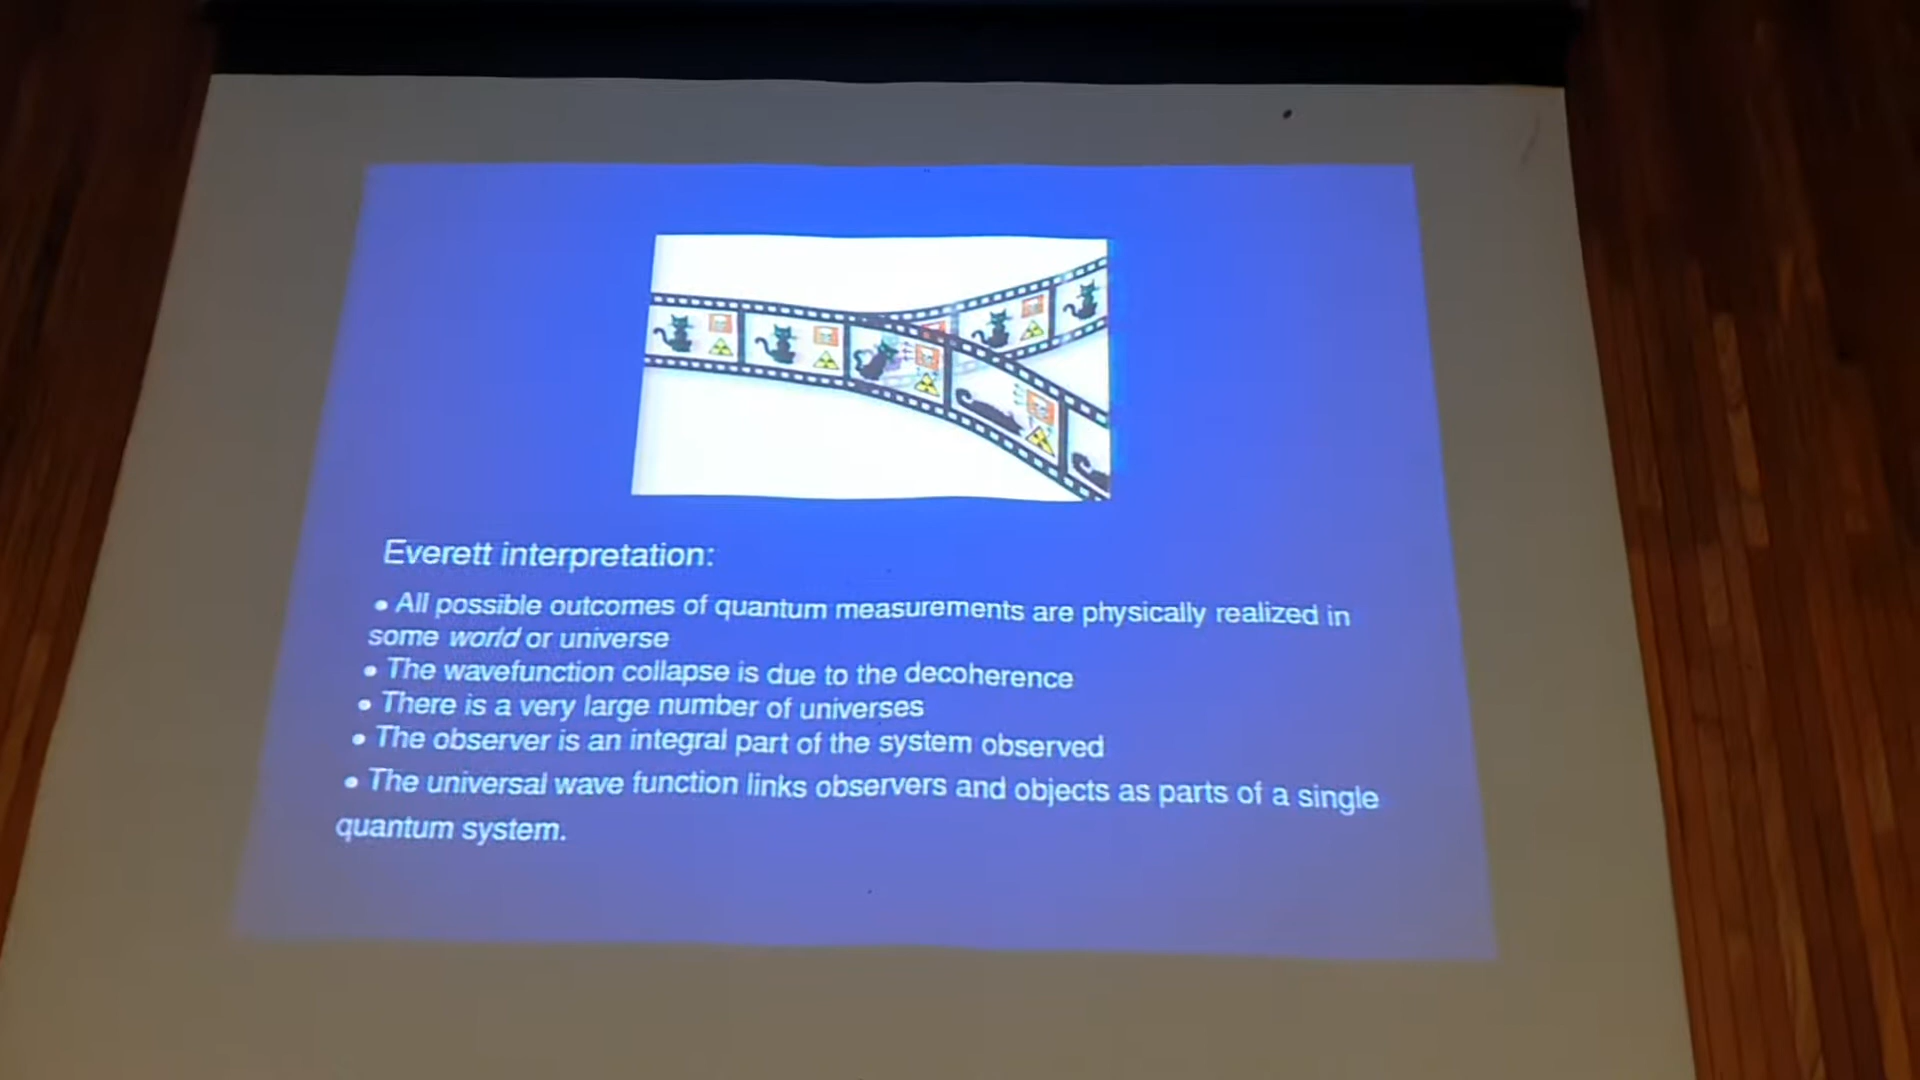 Everett interpretation:
• All possible outcomes of quantum measurements are physically realized in
some world or universe
• The wavefunction collapse is due to the decoherence
• There is a very large number of universes
• The observer is an integral part of the system observed
• The universal wave function links observers and objects as parts of a single
quantum system.